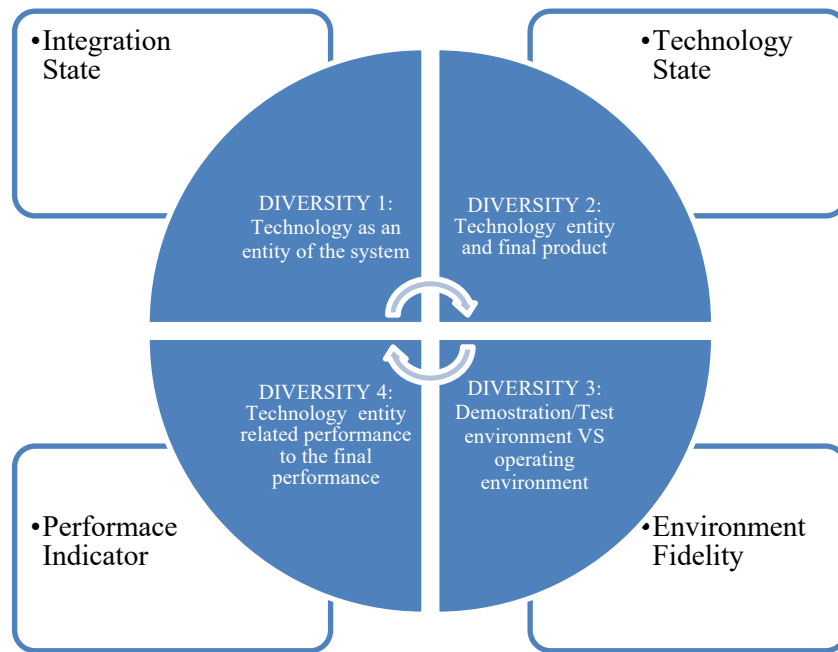 •Integration
State
•Technology
State
DIVERSITY 1:
Technology as an
entity of the system
DIVERSITY 2:
Technology entity
and final product
DIVERSITY 4:
Technology entity
related performance
to the final
performance
DIVERSITY 3:
Demostration/Test
environment VS
operating
environment
•Performace
Indicator
•Environment
Fidelity